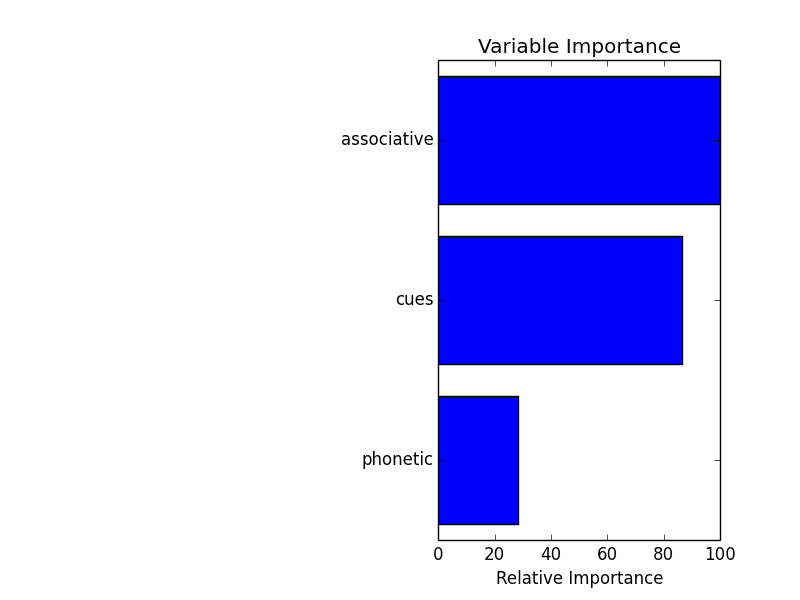 Variable Importance
associative
cues
phonetic
0 20 40 60 80 100
Relative Importance